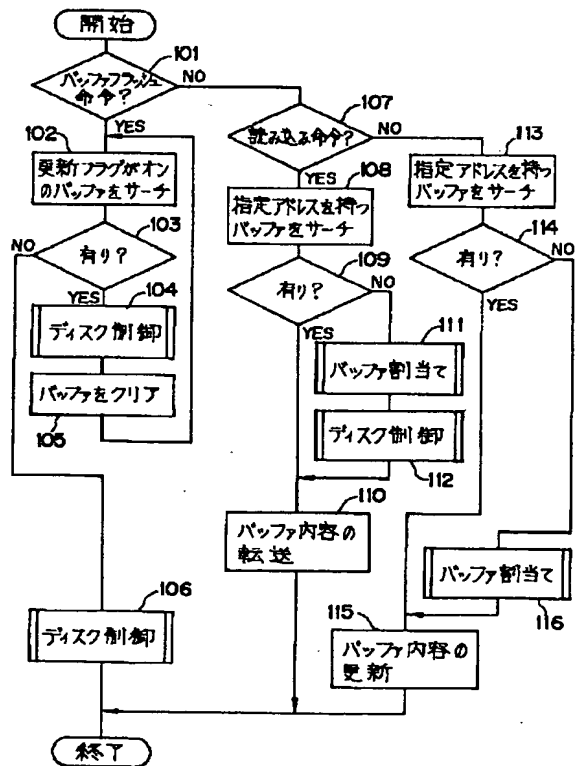 開始
101
バッファフラッシュ
命令?
NO
YES
102
更新フラグがオン
のバッファをサーチ
103
NO
有り?
YES
104
ディスク制御
バッファをクリア
105
106
ディスク制御
終了
107
読み込み命令?
NO
YES
108
指定アドレスを持つ
バッファをサーチ
109
有り?
NO
YES
111
バッファ割当て
ディスク制御
112
110
バッファ内容の
転送
113
指定アドレスを持つ
バッファをサーチ
114
有り?
NO
YES
バッファ割当て
116
115
バッファ内容の
更新